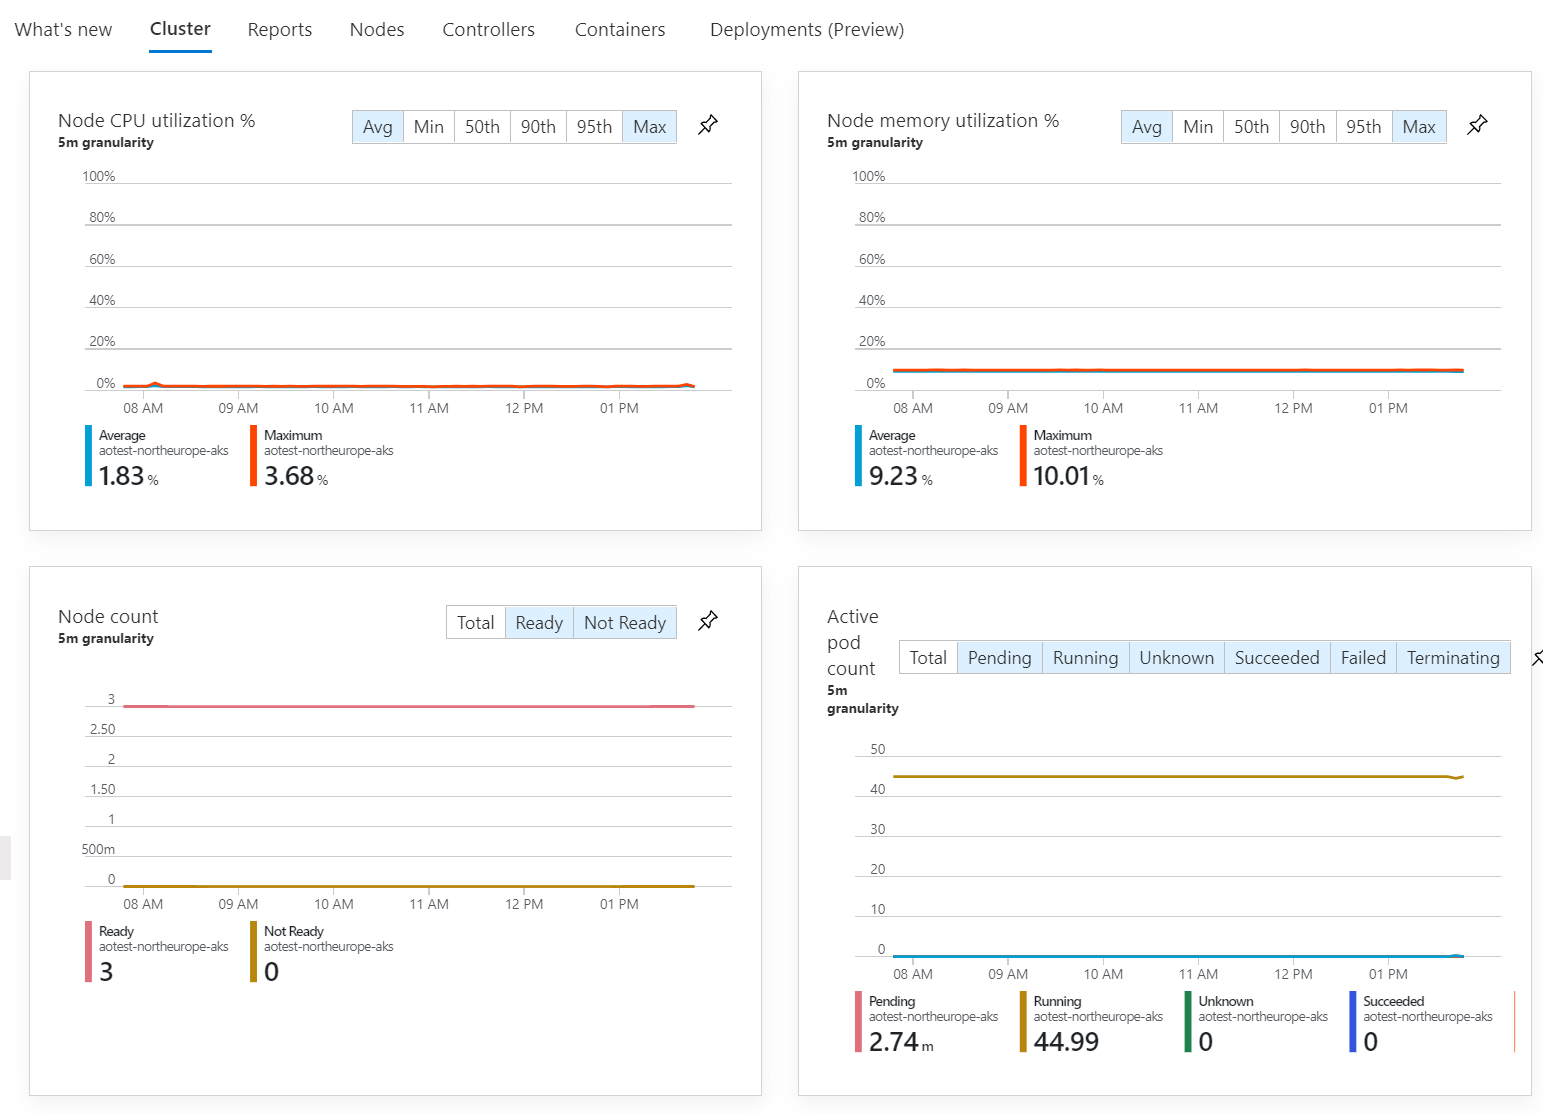 What's new Cluster Reports Nodes Controllers Containers Deployments (Preview)
Node CPU utilization %
5m granularity
Avg Min 50th 90th 95th Max
100%
80%
60%
40%
20%
0%
08 AM 09 AM 10 AM 11 AM 12 PM 01 PM
Average
aotest-northeurope-aks
1.83 %
Maximum
aotest-northeurope-aks
3.68 %
Node memory utilization %
5m granularity
Avg Min 50th 90th 95th Max
100%
80%
60%
40%
20%
0%
08 AM 09 AM 10 AM 11 AM 12 PM 01 PM
Average
aotest-northeurope-aks
9.23 %
Maximum
aotest-northeurope-aks
10.01 %
Node count
5m granularity
Total Ready Not Ready
3
2.50
2
1.50
1
500m
0
08 AM 09 AM 10 AM 11 AM 12 PM 01 PM
Ready
aotest-northeurope-aks
3
Not Ready
aotest-northeurope-aks
0
Active
pod
count
5m
granularity
Total Pending Running Unknown Succeeded Failed Terminating
50
40
30
20
10
0
08 AM 09 AM 10 AM 11 AM 12 PM 01 PM
Pending
aotest-northeurope-aks
2.74 m
Running
aotest-northeurope-aks
44.99
Unknown
aotest-northeurope-aks
0
Succeeded
aotest-northeurope-aks
0